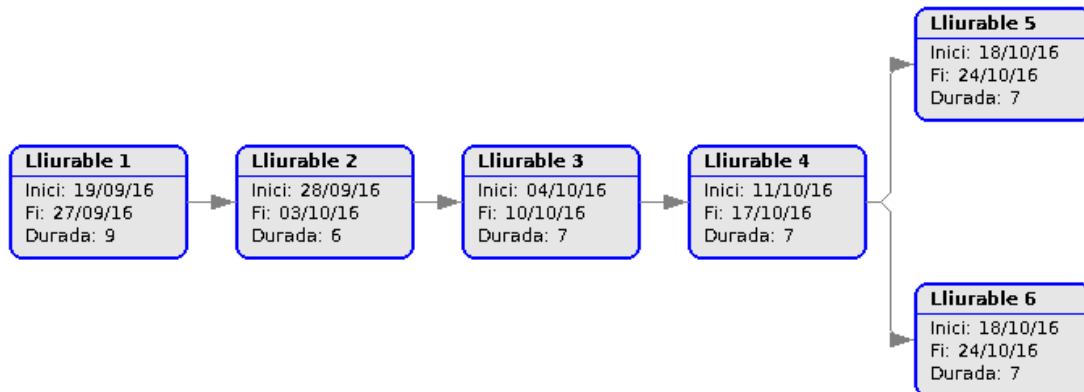 Lliurable 1
Inici: 19/09/16
Fi: 27/09/16
Durada: 9
Lliurable 2
Inici: 28/09/16
Fi: 03/10/16
Durada: 6
Lliurable 3
Inici: 04/10/16
Fi: 10/10/16
Durada: 7
Lliurable 4
Inici: 11/10/16
Fi: 17/10/16
Durada: 7
Lliurable 5
Inici: 18/10/16
Fi: 24/10/16
Durada: 7
Lliurable 6
Inici: 18/10/16
Fi: 24/10/16
Durada: 7